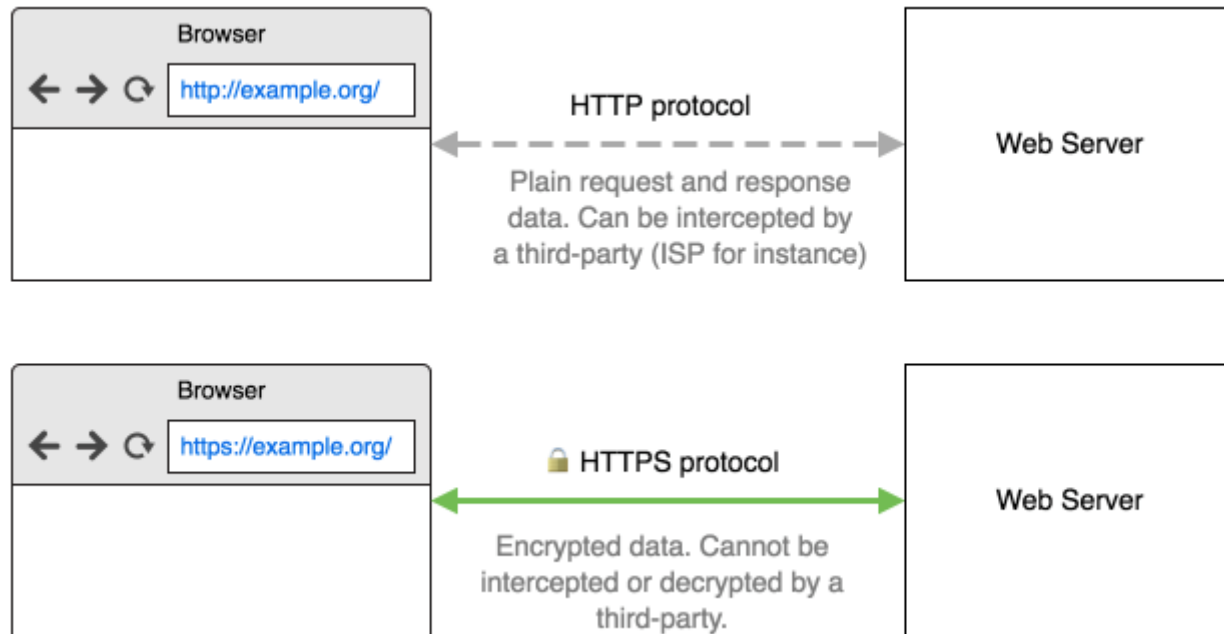 Browser
http://example.org/
HTTP protocol
Plain request and response
data. Can be intercepted by
a third-party (ISP for instance)
Web Server
Browser
https://example.org/
HTTPS protocol
Encrypted data. Cannot be
intercepted or decrypted by a
third-party.
Web Server